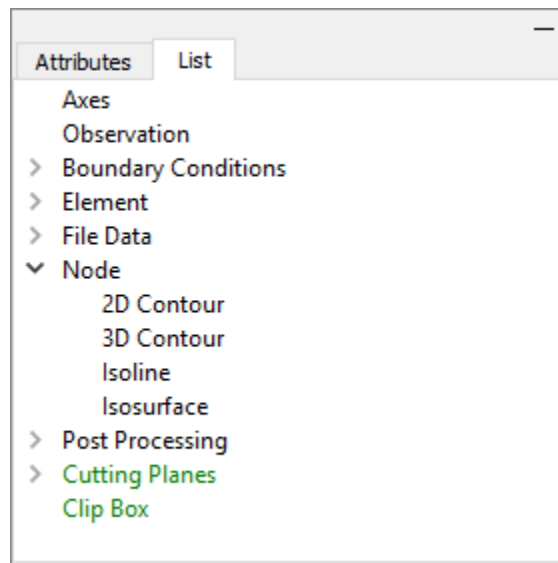 Attributes List
Axes
Observation
Boundary Conditions
Element
File Data
Node
2D Contour
3D Contour
Isoline
Isosurface
Post Processing
Cutting Planes
Clip Box